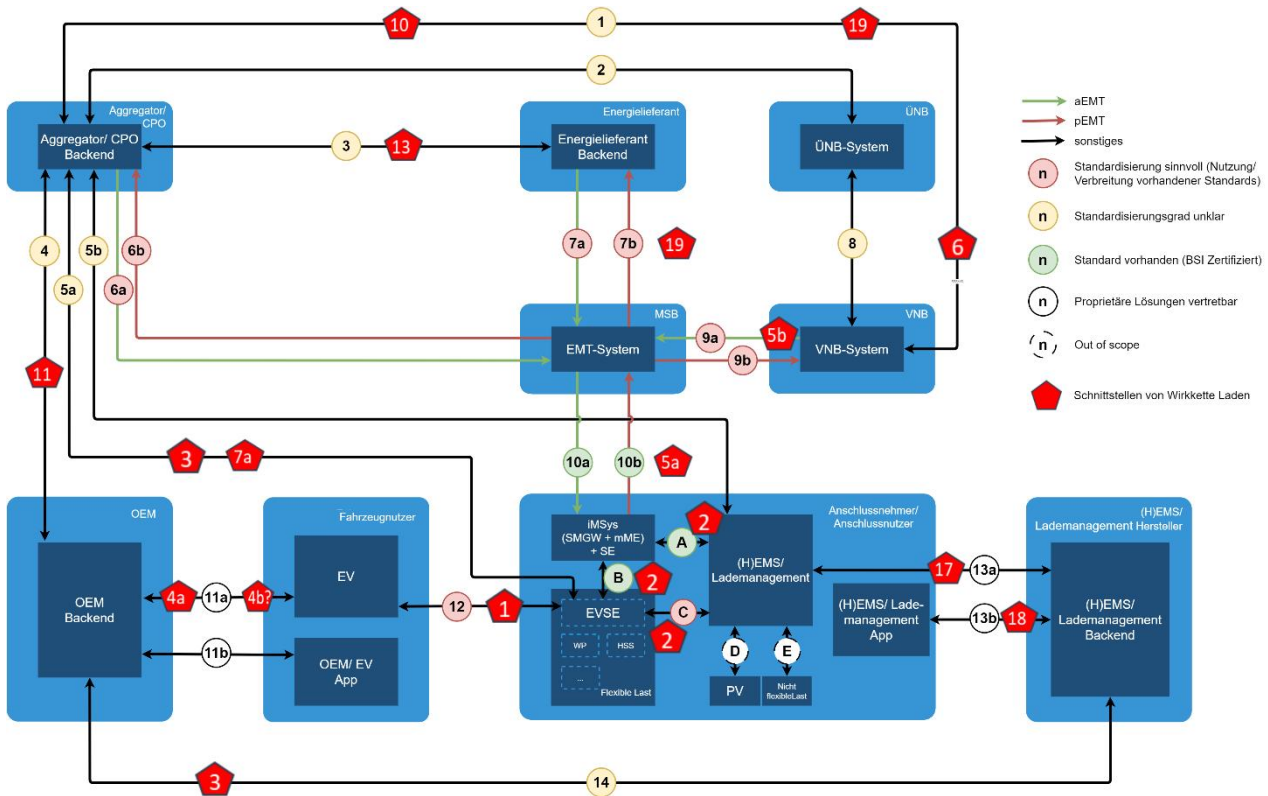 1
10
19
2
Aggregator/
CPO
Aggregator/ CPO
Backend
3
13
Energielieferant
Energielieferant
Backend
ÜNB
ÜNB-System
aEMT
pEMT
sonstiges
n
Standardisierung sinnvoll (Nutzung/
Verbreitung vorhandener Standards)
n
Standardisierungsgrad unklar
n
Standard vorhanden (BSI Zertifiziert)
n
Proprietäre Lösungen vertretbar
n
Out of scope
Schnittstellen von Wirkkette Laden
4
5b
6b
5a
6a
7a
7b
19
8
6
MSB
EMT-System
9a
5b
9b
VNB
VNB-System
11
3
7a
10a
10b
5a
OEM
OEM
Backend
Fahrzeugnutzer
EV
OEM/ EV
App
4a
11a
4b?
11b
12
1
Anschlussnehmer/
Anschlussnutzer
iMSys
(SMGW + mME)
+ SE
A
2
B
2
EVSE
C
2
WP
HSS
...
Flexible Last
(H)EMS/
Lademanagement
D
E
PV
Nicht
flexible Last
(H)EMS/ Lade-
management
App
17
13a
13b
18
(H)EMS/
Lademanagement Hersteller
(H)EMS/
Lademanagement
Backend
3
14